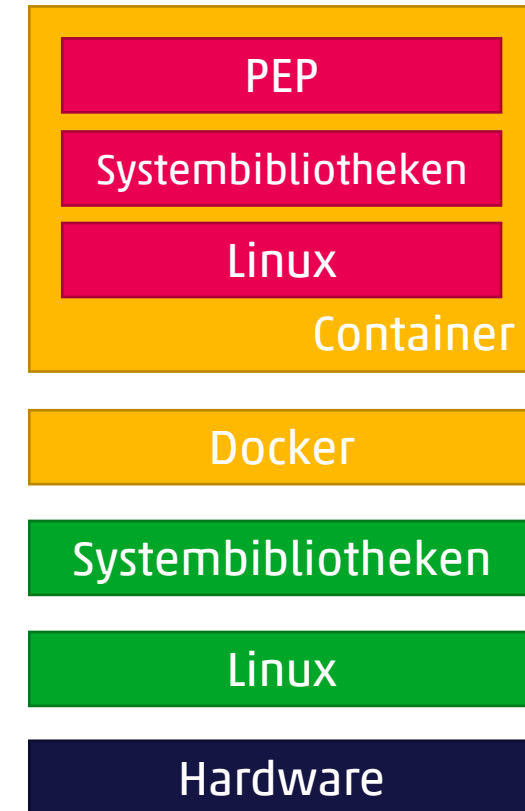 PEP
Systembibliotheken
Linux
Container
Docker
Systembibliotheken
Linux
Hardware